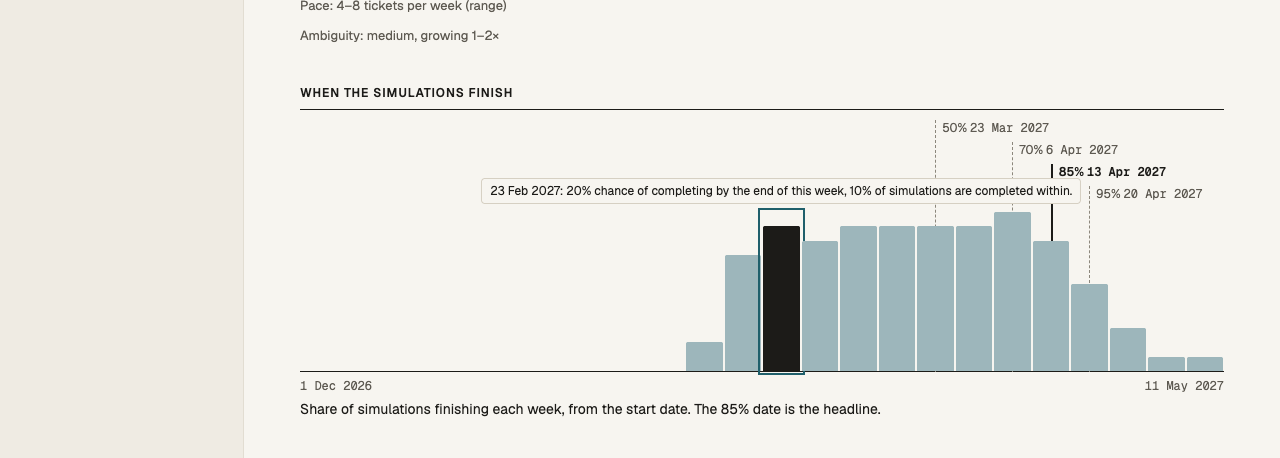 Pace: 4–8 tickets per week (range)
Ambiguity: medium, growing 1–2×
WHEN THE SIMULATIONS FINISH
50% 23 Mar 2027
70% 6 Apr 2027
85% 13 Apr 2027
23 Feb 2027: 20% chance of completing by the end of this week, 10% of simulations are completed within.
95% 20 Apr 2027
1 Dec 2026
11 May 2027
Share of simulations finishing each week, from the start date. The 85% date is the headline.